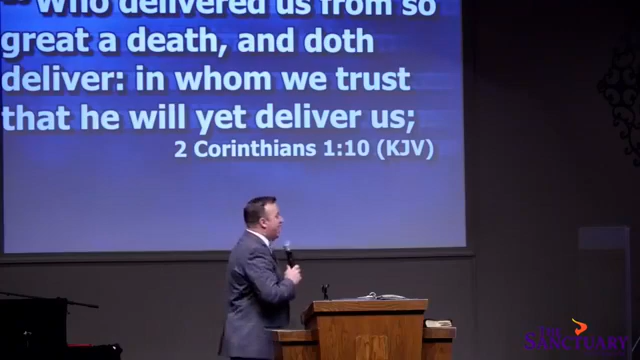 Who delivered us from so
great a death, and doth
deliver: in whom we trust
that he will yet deliver us;
2 Corinthians 1:10 (KJV)
THE
SANCTUARY